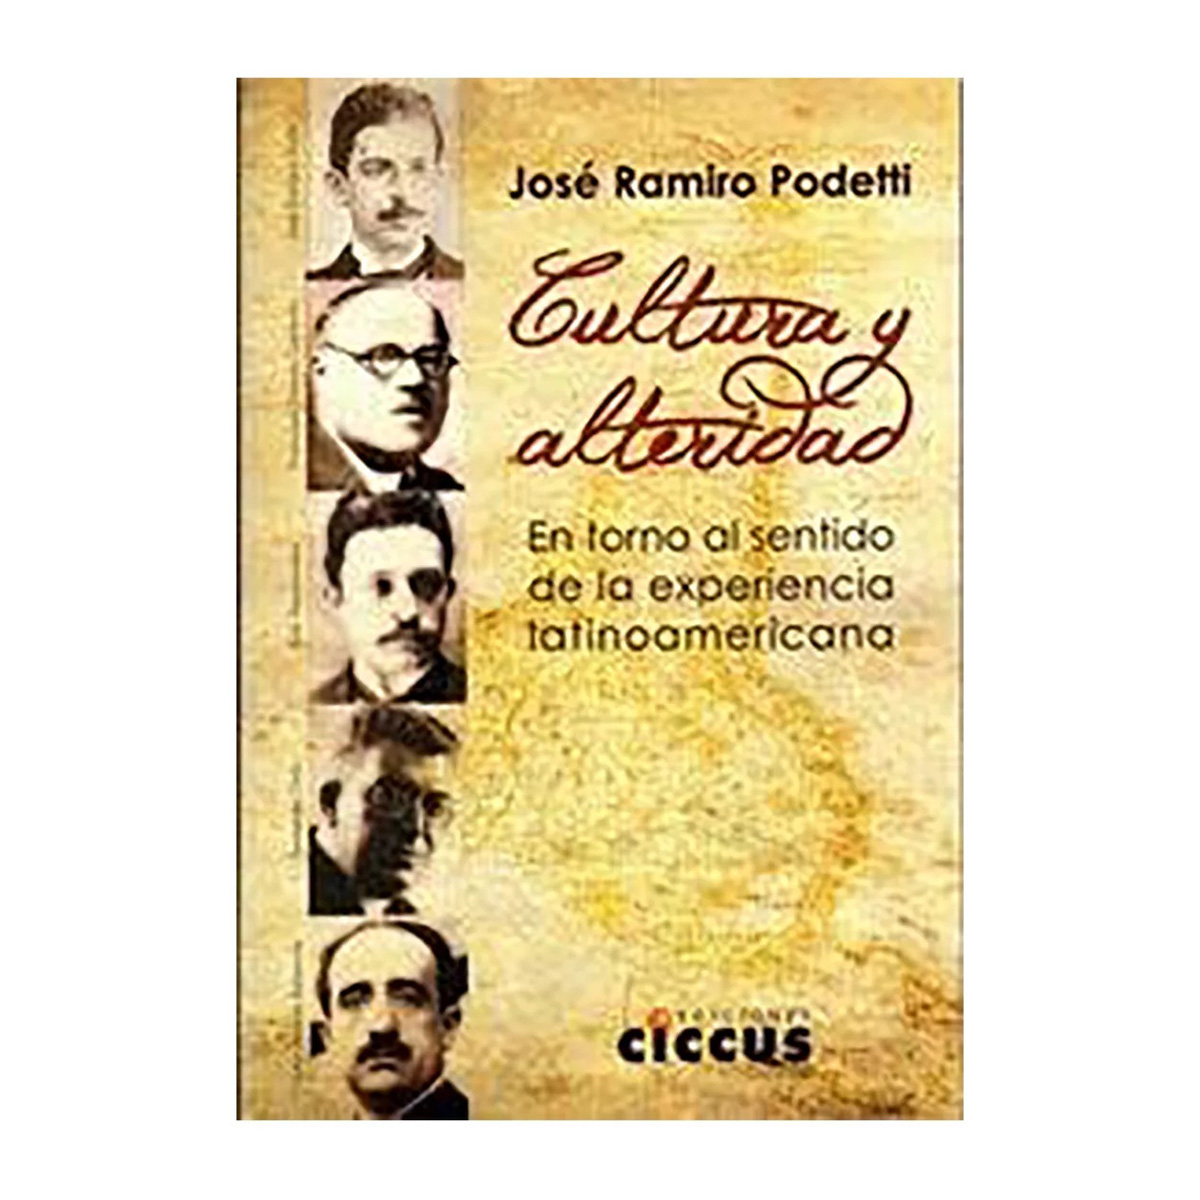 José Ramiro Podetti
Cultura y
alteridad
En torno al sentido
de la experiencia
latinoamericana
EDICIONES
CICCUS